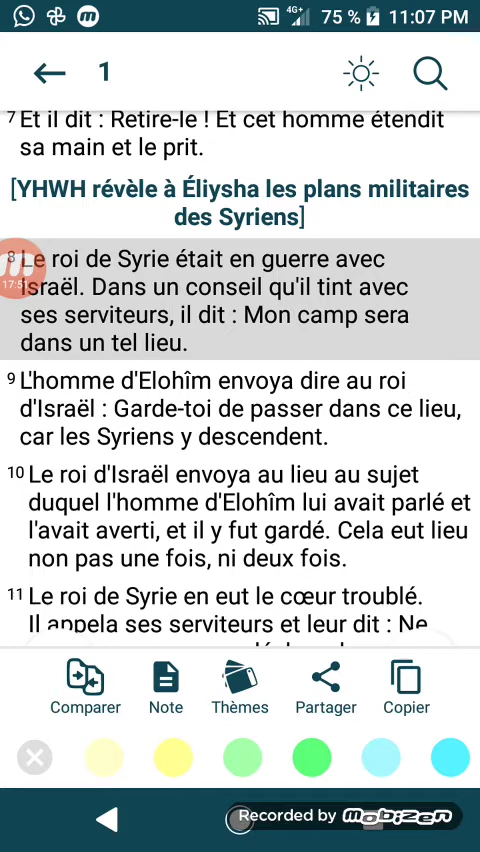 4G+ 75 % 11:07 PM
1
7 Et il dit : Retire-le ! Et cet homme étendit
sa main et le prit.
[YHWH révèle à Éliysha les plans militaires
des Syriens]
8 Le roi de Syrie était en guerre avec
Israël. Dans un conseil qu'il tint avec
ses serviteurs, il dit : Mon camp sera
dans un tel lieu.
17:51
9 L'homme d'Elohîm envoya dire au roi
d'Israël : Garde-toi de passer dans ce lieu,
car les Syriens y descendent.
10 Le roi d'Israël envoya au lieu au sujet
duquel l'homme d'Elohîm lui avait parlé et
l'avait averti, et il y fut gardé. Cela eut lieu
non pas une fois, ni deux fois.
11 Le roi de Syrie en eut le cœur troublé.
Il appela ses serviteurs et leur dit : Ne
Comparer Note Thèmes Partager Copier
Recorded by Mobizen